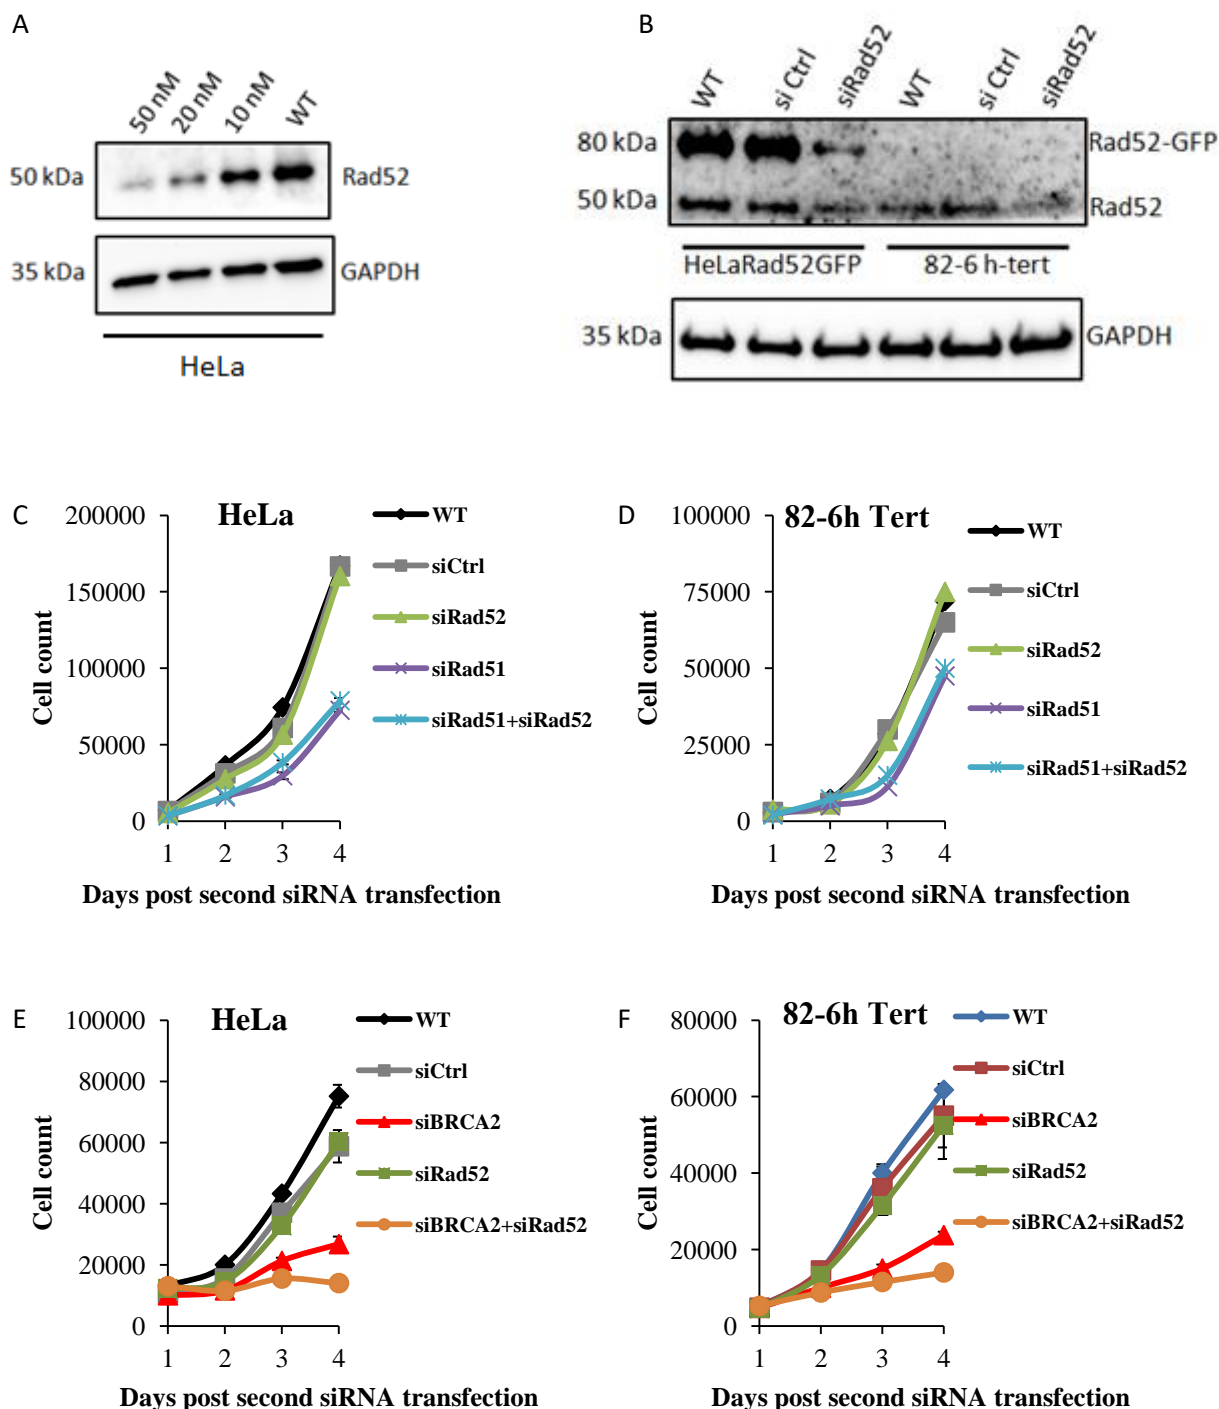 A
50 nM
20 nM
10 nM
WT
50 kDa
Rad52
35 kDa
GAPDH
HeLa
B
WT
si Ctrl
siRad52
WT
si Ctrl
siRad52
80 kDa
Rad52-GFP
50 kDa
Rad52
HeLaRad52GFP
82-6 h-tert
35 kDa
GAPDH
C
HeLa
200000
150000
100000
50000
0
Cell count
1 2 3 4
Days post second siRNA transfection
WT
siCtrl
siRad52
siRad51
siRad51+siRad52
D
82-6h Tert
100000
75000
50000
25000
0
Cell count
1 2 3 4
Days post second siRNA transfection
WT
siCtrl
siRad52
siRad51
siRad51+siRad52
E
HeLa
100000
80000
60000
40000
20000
0
Cell count
1 2 3 4
Days post second siRNA transfection
WT
siCtrl
siBRCA2
siRad52
siBRCA2+siRad52
F
82-6h Tert
80000
60000
40000
20000
0
Cell count
1 2 3 4
Days post second siRNA transfection
WT
siCtrl
siBRCA2
siRad52
siBRCA2+siRad52